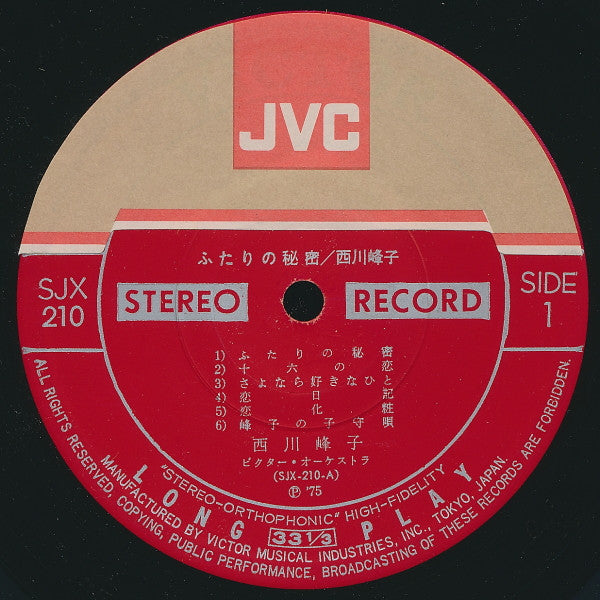 JVC
ふたりの秘密/西川峰子
SJX
210
STEREO
RECORD
SIDE
1
1) ふたりの秘密
2) 十六の恋
3) さよなら好きなひと
4) 恋日記
5) 恋化粧
6) 峰子の子守唄
西川峰子
ビクター・オーケストラ
(SJX-210-A)
Ⓟ '75
"STEREO-ORTHOPHONIC" HIGH-FIDELITY
LONG 33 1/3 PLAY
MANUFACTURED BY VICTOR MUSICAL INDUSTRIES, INC., TOKYO, JAPAN.
ALL RIGHTS RESERVED, COPYING, PUBLIC PERFORMANCE, BROADCASTING OF THESE RECORDS ARE FORBIDDEN.